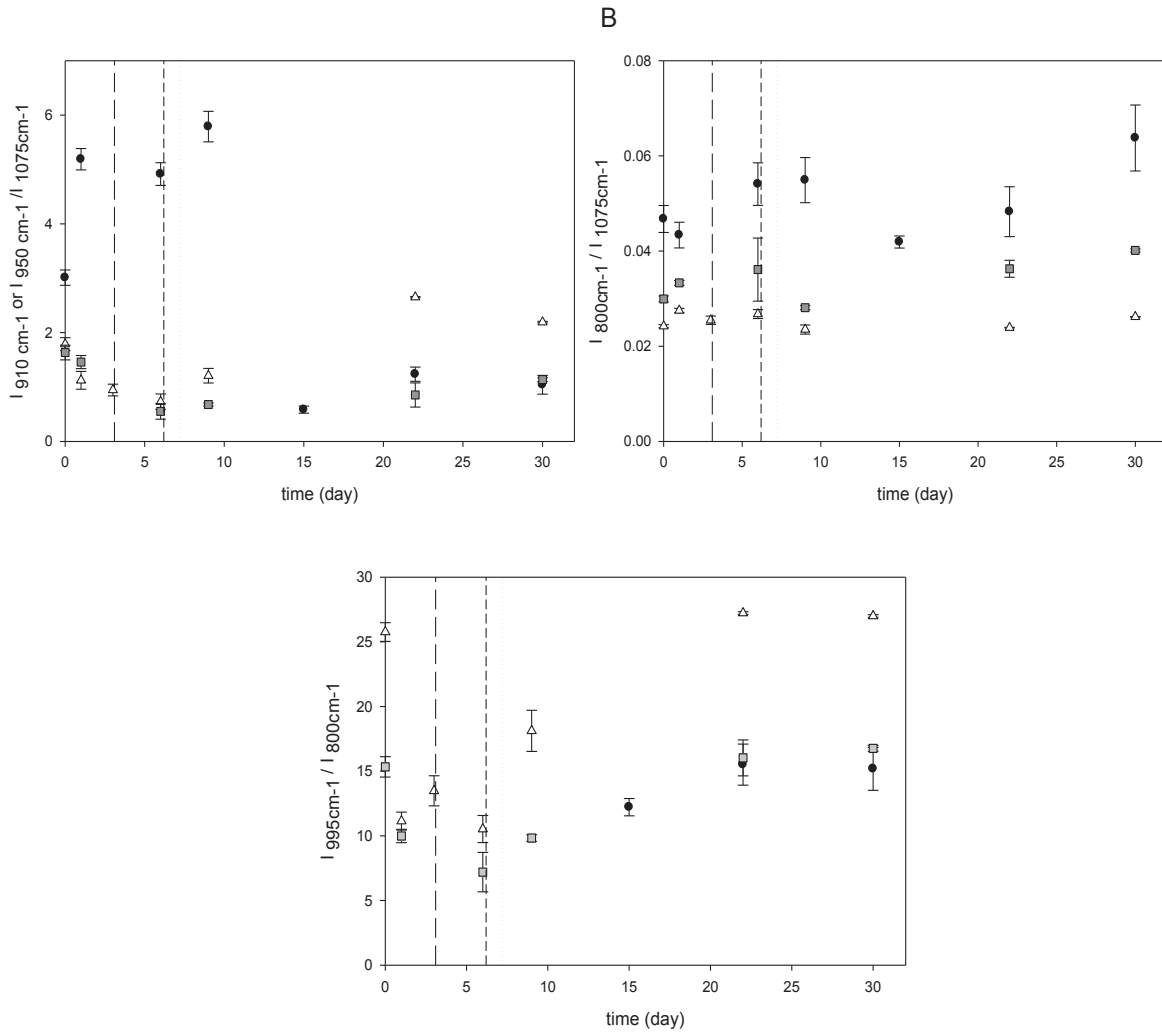 B
I 910 cm-1 or I 950 cm-1 / I 1075cm-1
6
4
2
0
0 5 10 15 20 25 30
time (day)
I 800cm-1 / I 1075cm-1
0.08
0.06
0.04
0.02
0.00
0 5 10 15 20 25 30
time (day)
I 995cm-1 / I 800cm-1
30
25
20
15
10
5
0
0 5 10 15 20 25 30
time (day)